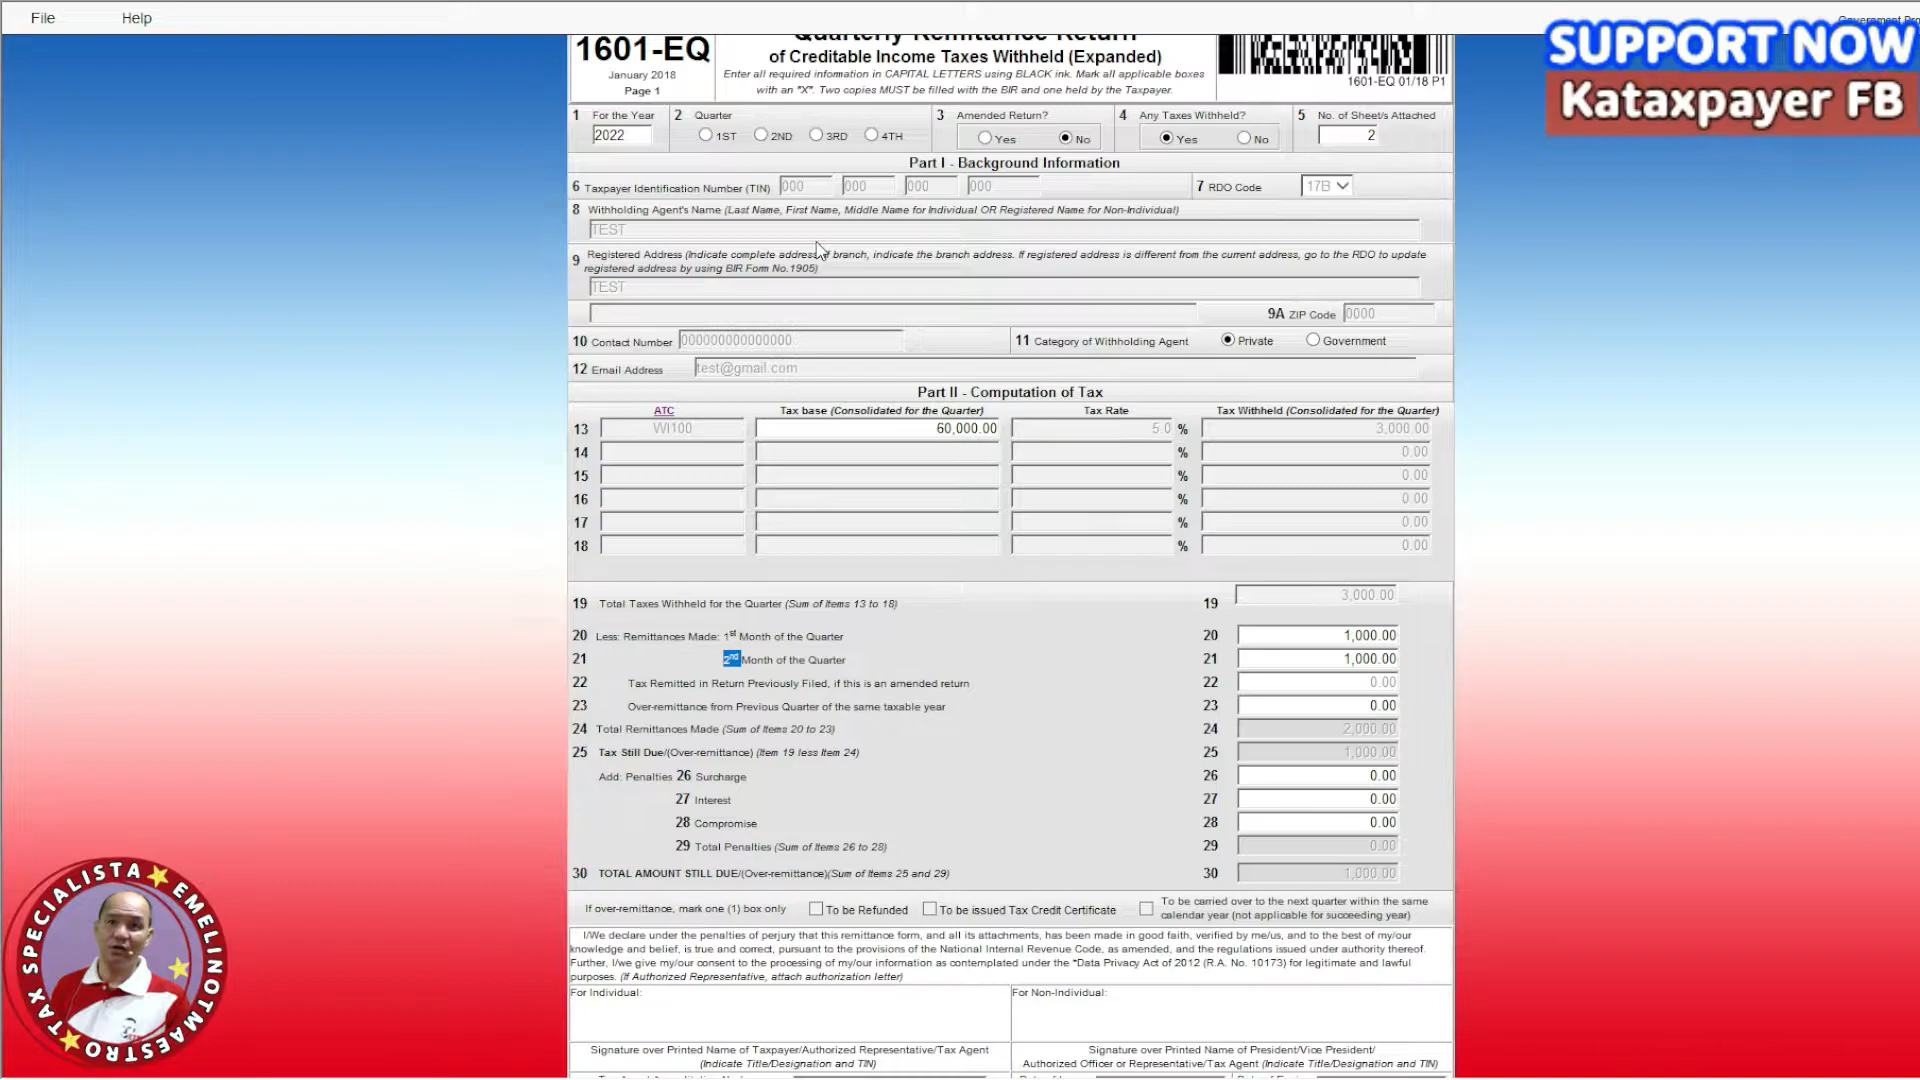 File Help
SUPPORT NOW
Kataxpayer FB
1601-EQ
January 2018
Page 1
Quarterly Remittance Return
of Creditable Income Taxes Withheld (Expanded)
Enter all required information in CAPITAL LETTERS using BLACK ink. Mark all applicable boxes
with an "X". Two copies MUST be filled with the BIR and one held by the Taxpayer.
1601-EQ 01/18 P1
1 For the Year 2 Quarter 3 Amended Return? 4 Any Taxes Withheld? 5 No. of Sheet/s Attached
2022 1ST 2ND 3RD 4TH Yes No Yes No 2
Part I - Background Information
6 Taxpayer Identification Number (TIN) 000 000 000 000 7 RDO Code 17B
8 Withholding Agent's Name (Last Name, First Name, Middle Name for Individual OR Registered Name for Non-Individual)
TEST
9 Registered Address (Indicate complete address. If branch, indicate the branch address. If registered address is different from the current address, go to the RDO to update
registered address by using BIR Form No.1905)
TEST
9A ZIP Code 0000
10 Contact Number 000000000000000 11 Category of Withholding Agent Private Government
12 Email Address test@gmail.com
Part II - Computation of Tax
ATC Tax base (Consolidated for the Quarter) Tax Rate Tax Withheld (Consolidated for the Quarter)
13 WI100 60,000.00 5.0 % 3,000.00
14 % 0.00
15 % 0.00
16 % 0.00
17 % 0.00
18 % 0.00
19 Total Taxes Withheld for the Quarter (Sum of Items 13 to 18) 19 3,000.00
20 Less: Remittances Made: 1st Month of the Quarter 20 1,000.00
21 2nd Month of the Quarter 21 1,000.00
22 Tax Remitted in Return Previously Filed, if this is an amended return 22 0.00
23 Over-remittance from Previous Quarter of the same taxable year 23 0.00
24 Total Remittances Made (Sum of Items 20 to 23) 24 2,000.00
25 Tax Still Due/(Over-remittance) (Item 19 less Item 24) 25 1,000.00
Add: Penalties 26 Surcharge 26 0.00
27 Interest 27 0.00
28 Compromise 28 0.00
29 Total Penalties (Sum of Items 26 to 28) 29 0.00
30 TOTAL AMOUNT STILL DUE/(Over-remittance)(Sum of Items 25 and 29) 30 1,000.00
If over-remittance, mark one (1) box only To be Refunded To be issued Tax Credit Certificate To be carried over to the next quarter within the same
calendar year (not applicable for succeeding year)
I/We declare under the penalties of perjury that this remittance form, and all its attachments, has been made in good faith, verified by me/us, and to the best of my/our
knowledge and belief, is true and correct, pursuant to the provisions of the National Internal Revenue Code, as amended, and the regulations issued under authority thereof.
Further, I/we give my/our consent to the processing of my/our information as contemplated under the *Data Privacy Act of 2012 (R.A. No. 10173) for legitimate and lawful
purposes. (If Authorized Representative, attach authorization letter)
For Individual: For Non-Individual:
Signature over Printed Name of Taxpayer/Authorized Representative/Tax Agent
(Indicate Title/Designation and TIN)
Signature over Printed Name of President/Vice President/
Authorized Officer or Representative/Tax Agent (Indicate Title/Designation and TIN)
TAX SPECIALISTA EMELINO T MAESTRO